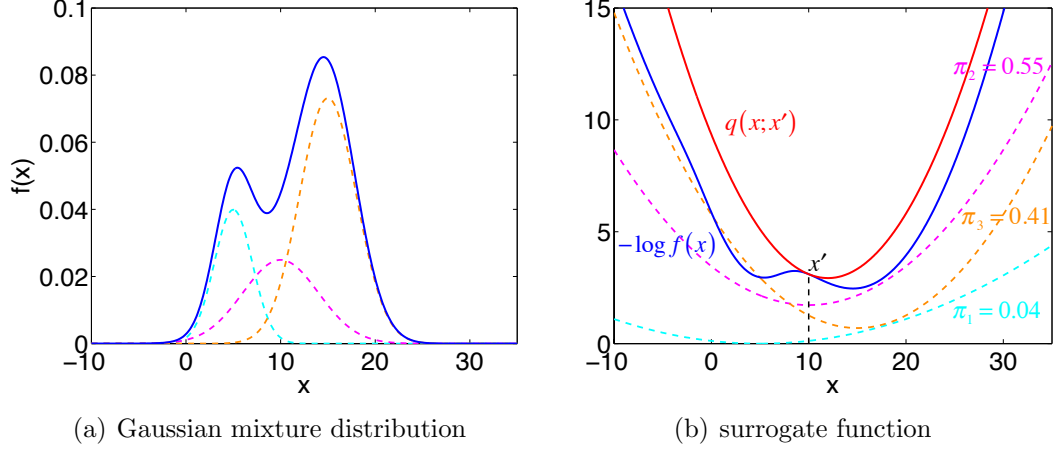 0.1
0.08
0.06
0.04
0.02
0
f(x)
−10 0 10 20 30
x
(a) Gaussian mixture distribution
15
10
5
0
π₂ = 0.55
q(x; x′)
π₃ = 0.41
−log f(x)
x′
π₁ = 0.04
−10 0 10 20 30
x
(b) surrogate function